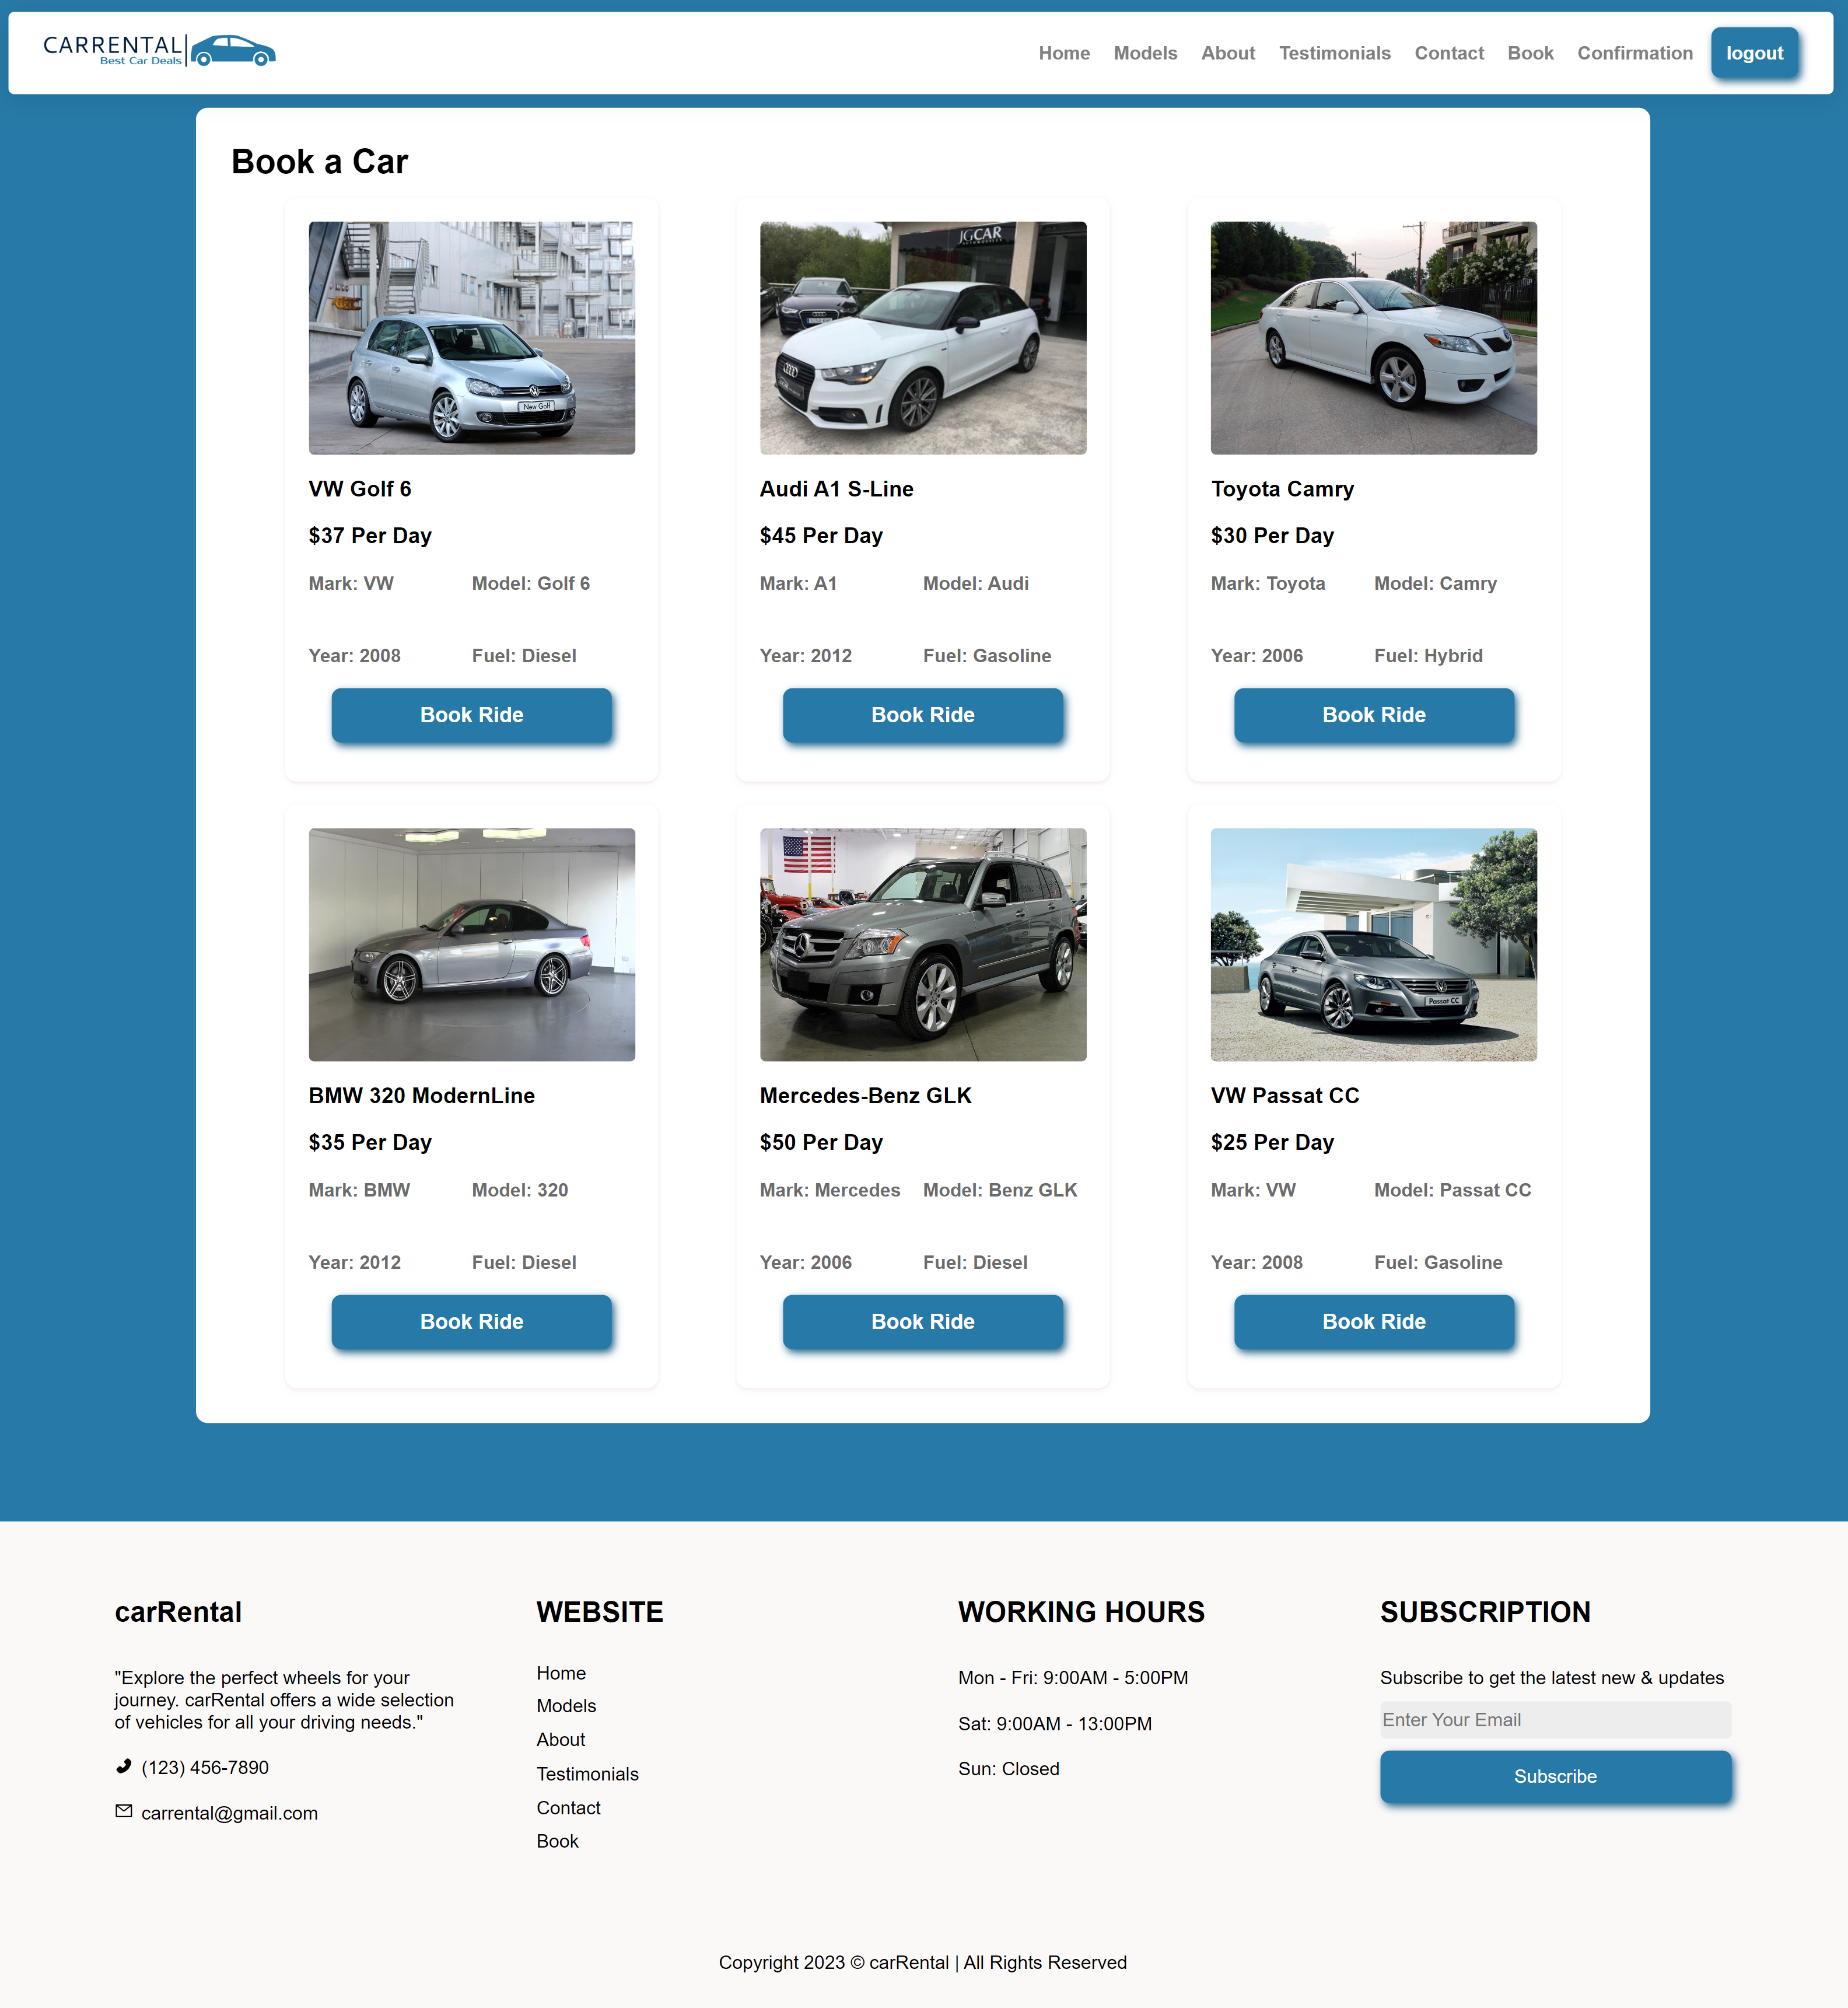 CARRENTAL
Best Car Deals
Home Models About Testimonials Contact Book Confirmation logout
Book a Car
JGCAR
New Golf
VW Golf 6
$37 Per Day
Mark: VW Model: Golf 6
Year: 2008 Fuel: Diesel
Book Ride
Audi A1 S-Line
$45 Per Day
Mark: A1 Model: Audi
Year: 2012 Fuel: Gasoline
Book Ride
Toyota Camry
$30 Per Day
Mark: Toyota Model: Camry
Year: 2006 Fuel: Hybrid
Book Ride
BMW 320 ModernLine
$35 Per Day
Mark: BMW Model: 320
Year: 2012 Fuel: Diesel
Book Ride
Mercedes-Benz GLK
$50 Per Day
Mark: Mercedes Model: Benz GLK
Year: 2006 Fuel: Diesel
Book Ride
Passat CC
VW Passat CC
$25 Per Day
Mark: VW Model: Passat CC
Year: 2008 Fuel: Gasoline
Book Ride
carRental
"Explore the perfect wheels for your
journey. carRental offers a wide selection
of vehicles for all your driving needs."
(123) 456-7890
carrental@gmail.com
WEBSITE
Home
Models
About
Testimonials
Contact
Book
WORKING HOURS
Mon - Fri: 9:00AM - 5:00PM
Sat: 9:00AM - 13:00PM
Sun: Closed
SUBSCRIPTION
Subscribe to get the latest new & updates
Enter Your Email
Subscribe
Copyright 2023 © carRental | All Rights Reserved